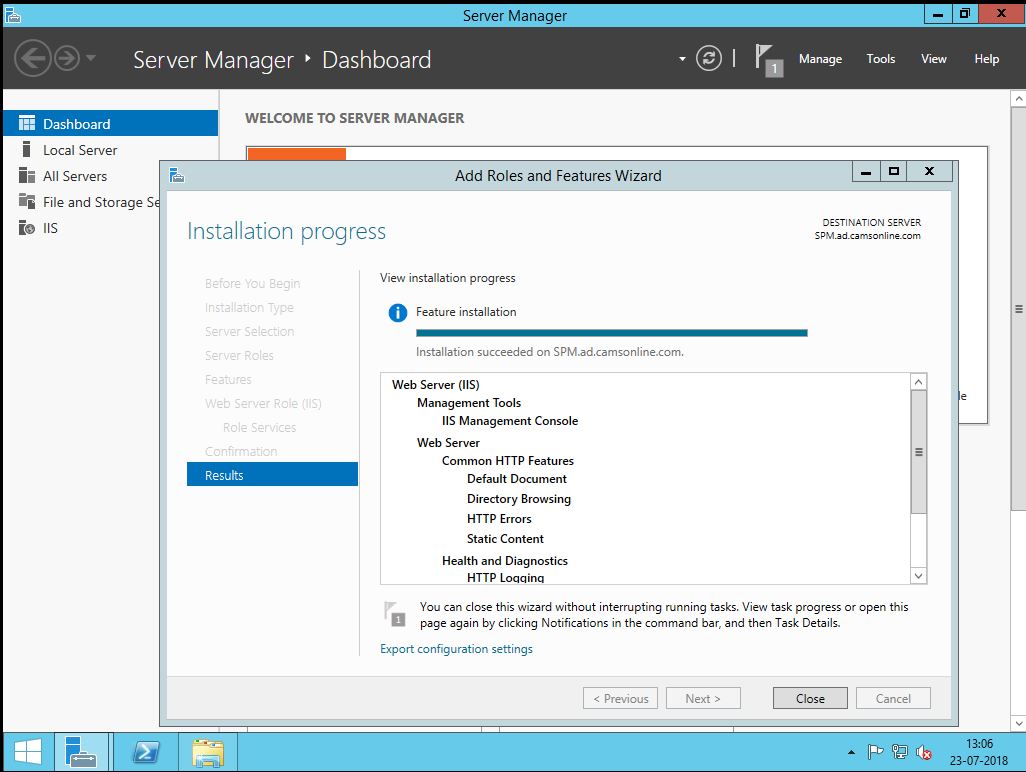 Server Manager
Server Manager
Dashboard
1
Manage
Tools
View
Help
Dashboard
Local Server
All Servers
File and Storage Se
IIS
WELCOME TO SERVER MANAGER
Add Roles and Features Wizard
Installation progress
DESTINATION SERVER
SPM.ad.camsonline.com
Before You Begin
Installation Type
Server Selection
Server Roles
Features
Web Server Role (IIS)
Role Services
Confirmation
Results
View installation progress
Feature installation
Installation succeeded on SPM.ad.camsonline.com.
Web Server (IIS)
Management Tools
IIS Management Console
Web Server
Common HTTP Features
Default Document
Directory Browsing
HTTP Errors
Static Content
Health and Diagnostics
HTTP Logging
1
You can close this wizard without interrupting running tasks. View task progress or open this
page again by clicking Notifications in the command bar, and then Task Details.
Export configuration settings
< Previous
Next >
Close
Cancel
13:06
23-07-2018